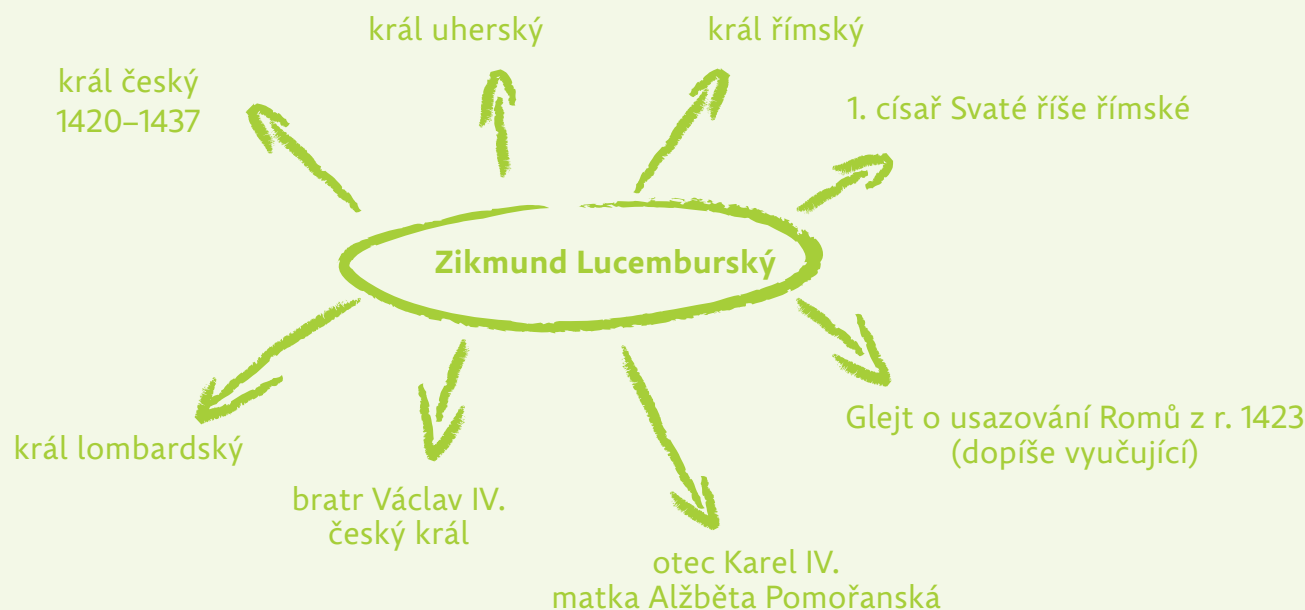 král uherský
král římský
král český
1420–1437
1. císař Svaté říše římské
Zikmund Lucemburský
Glejt o usazování Romů z r. 1423
(dopíše vyučující)
král lombardský
bratr Václav IV.
český král
otec Karel IV.
matka Alžběta Pomořanská